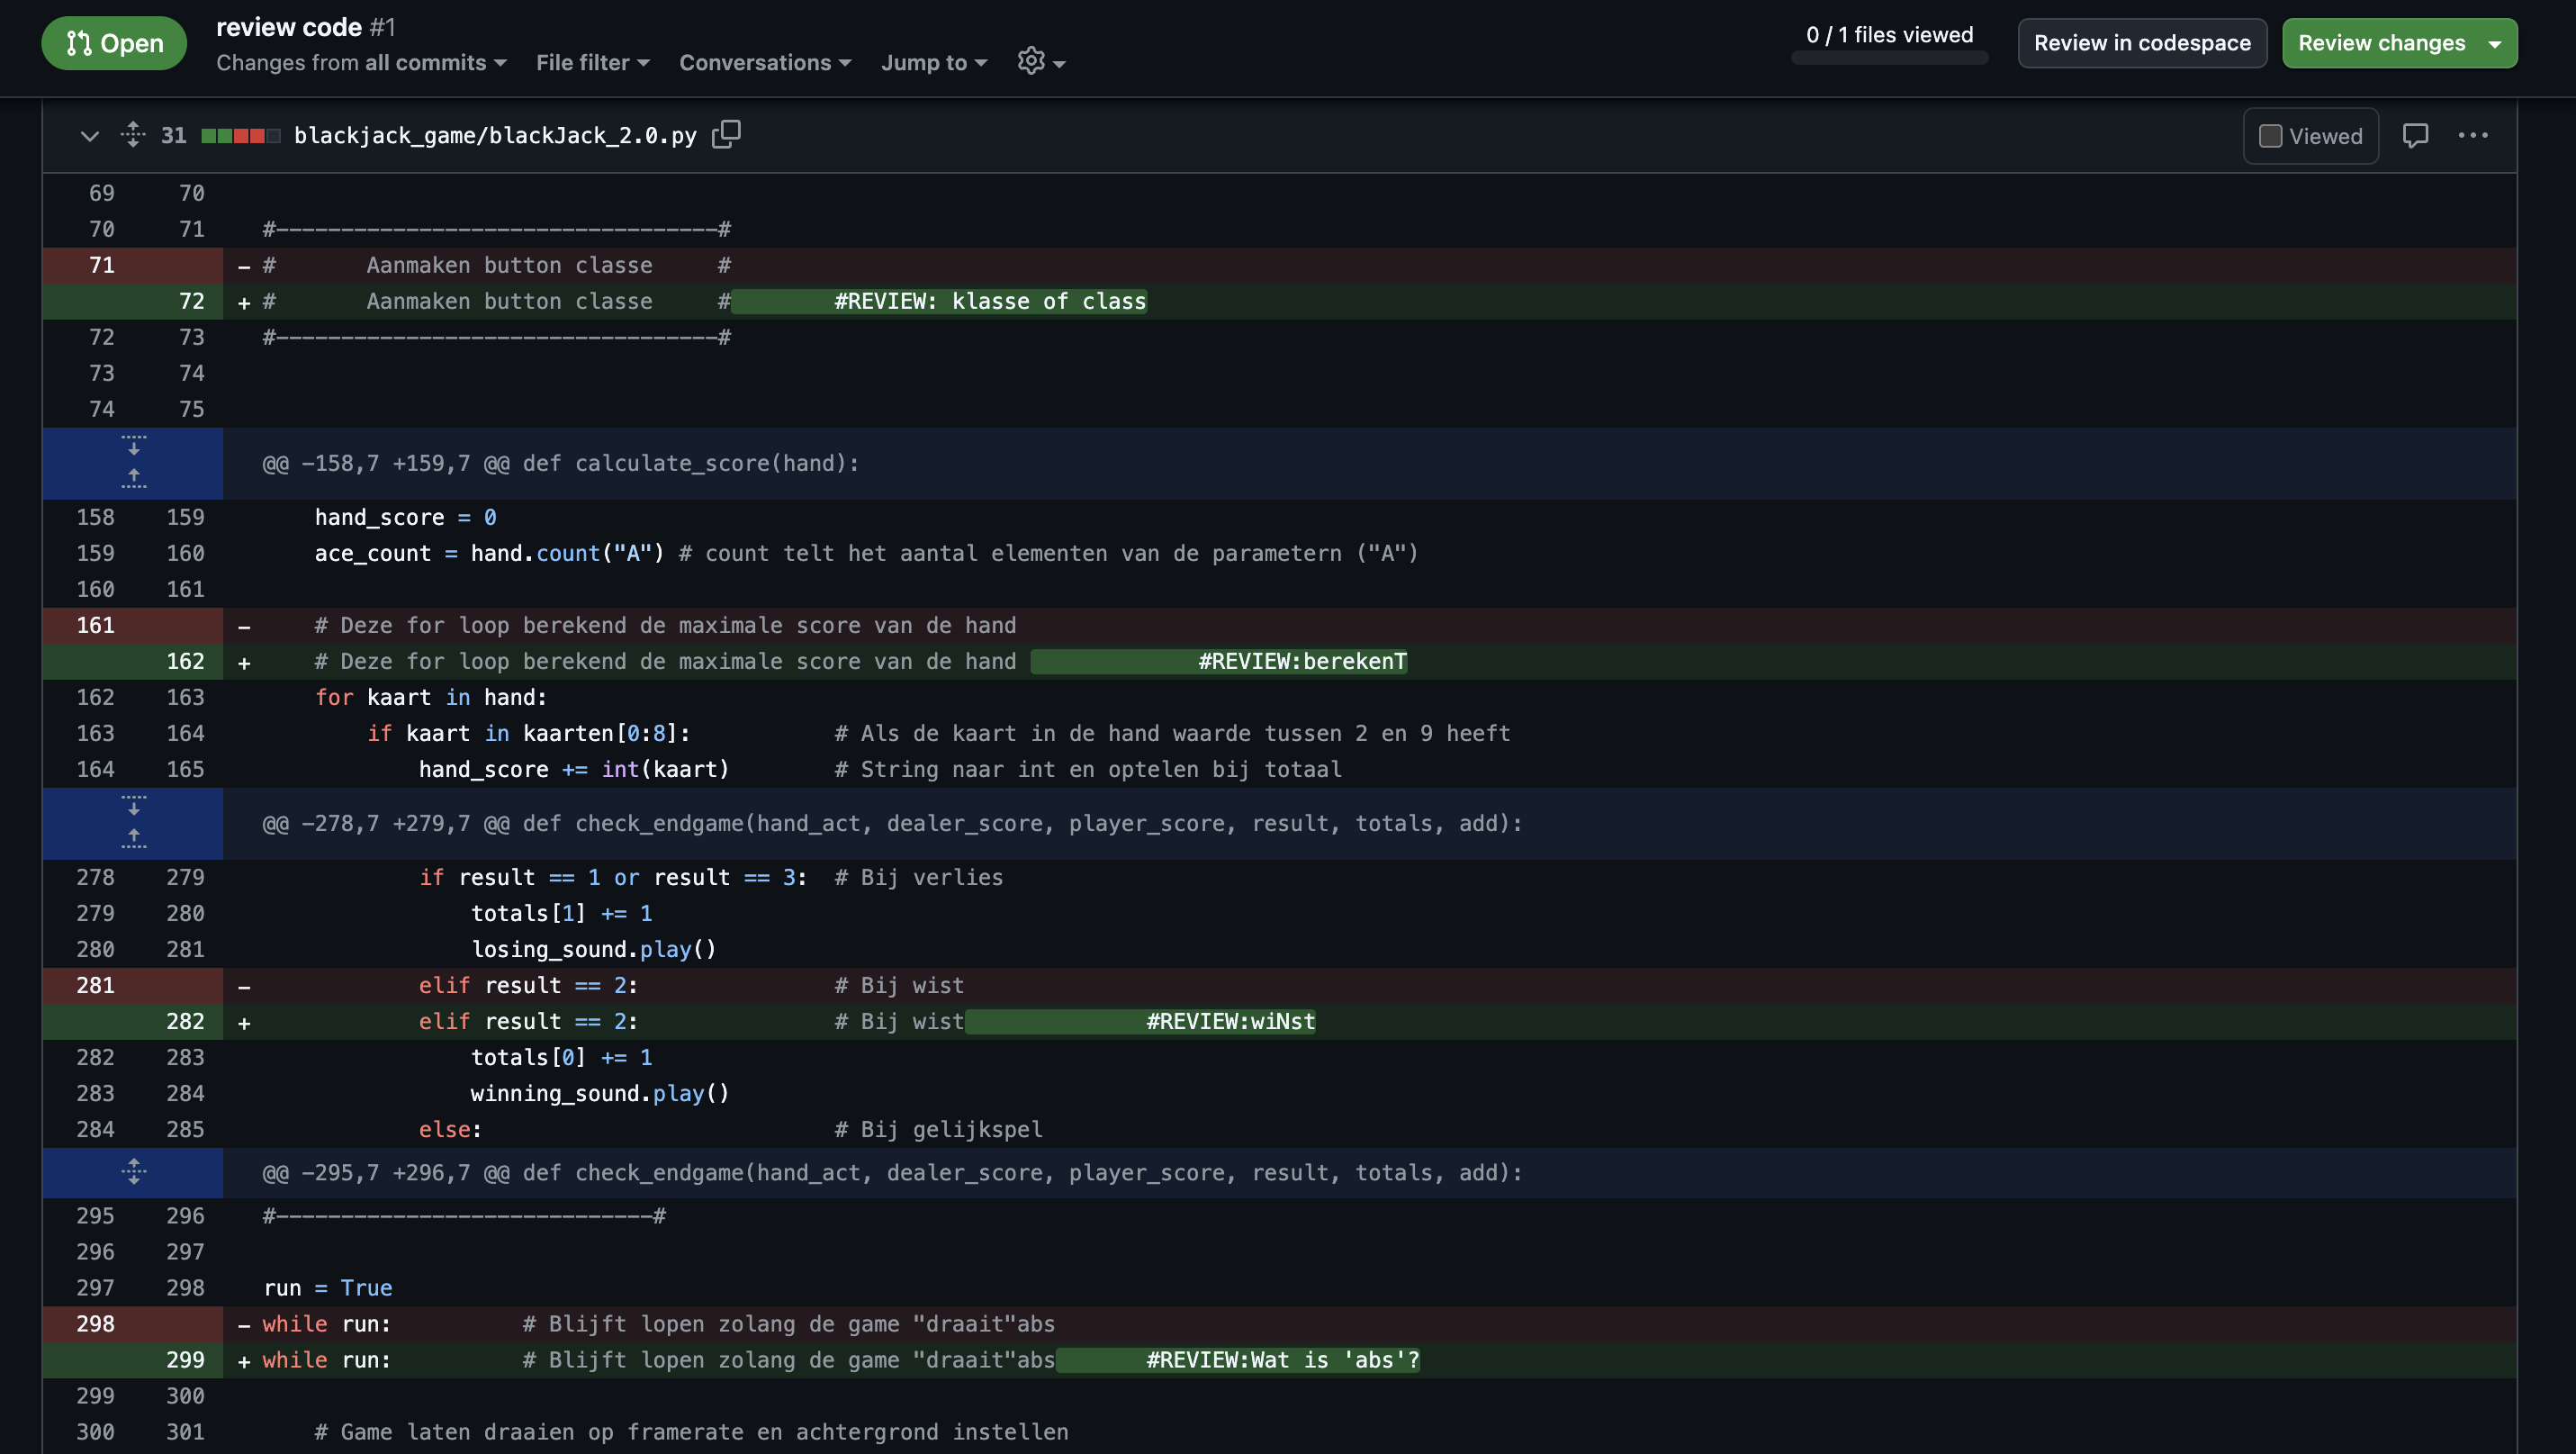 Open
review code #1
Changes from all commits File filter Conversations Jump to
0 / 1 files viewed
Review in codespace
Review changes
31 blackjack_game/blackJack_2.0.py
Viewed
69 70
70 71 #----------------------------------#
71 - #       Aanmaken button classe     #
72 + #       Aanmaken button classe     #        #REVIEW: klasse of class
72 73 #----------------------------------#
73 74
74 75
@@ -158,7 +159,7 @@ def calculate_score(hand):
158 159     hand_score = 0
159 160     ace_count = hand.count("A") # count telt het aantal elementen van de parametern ("A")
160 161
161 -     # Deze for loop berekend de maximale score van de hand
162 +     # Deze for loop berekend de maximale score van de hand              #REVIEW:berekenT
162 163     for kaart in hand:
163 164         if kaart in kaarten[0:8]:           # Als de kaart in de hand waarde tussen 2 en 9 heeft
164 165             hand_score += int(kaart)        # String naar int en optelen bij totaal
@@ -278,7 +279,7 @@ def check_endgame(hand_act, dealer_score, player_score, result, totals, add):
278 279             if result == 1 or result == 3:  # Bij verlies
279 280                 totals[1] += 1
280 281                 losing_sound.play()
281 -             elif result == 2:               # Bij wist
282 +             elif result == 2:               # Bij wist              #REVIEW:wiNst
282 283                 totals[0] += 1
283 284                 winning_sound.play()
284 285             else:                           # Bij gelijkspel
@@ -295,7 +296,7 @@ def check_endgame(hand_act, dealer_score, player_score, result, totals, add):
295 296 #-----------------------------#
296 297
297 298 run = True
298 - while run:          # Blijft lopen zolang de game "draait"abs
299 + while run:          # Blijft lopen zolang de game "draait"abs       #REVIEW:Wat is 'abs'?
299 300
300 301     # Game laten draaien op framerate en achtergrond instellen